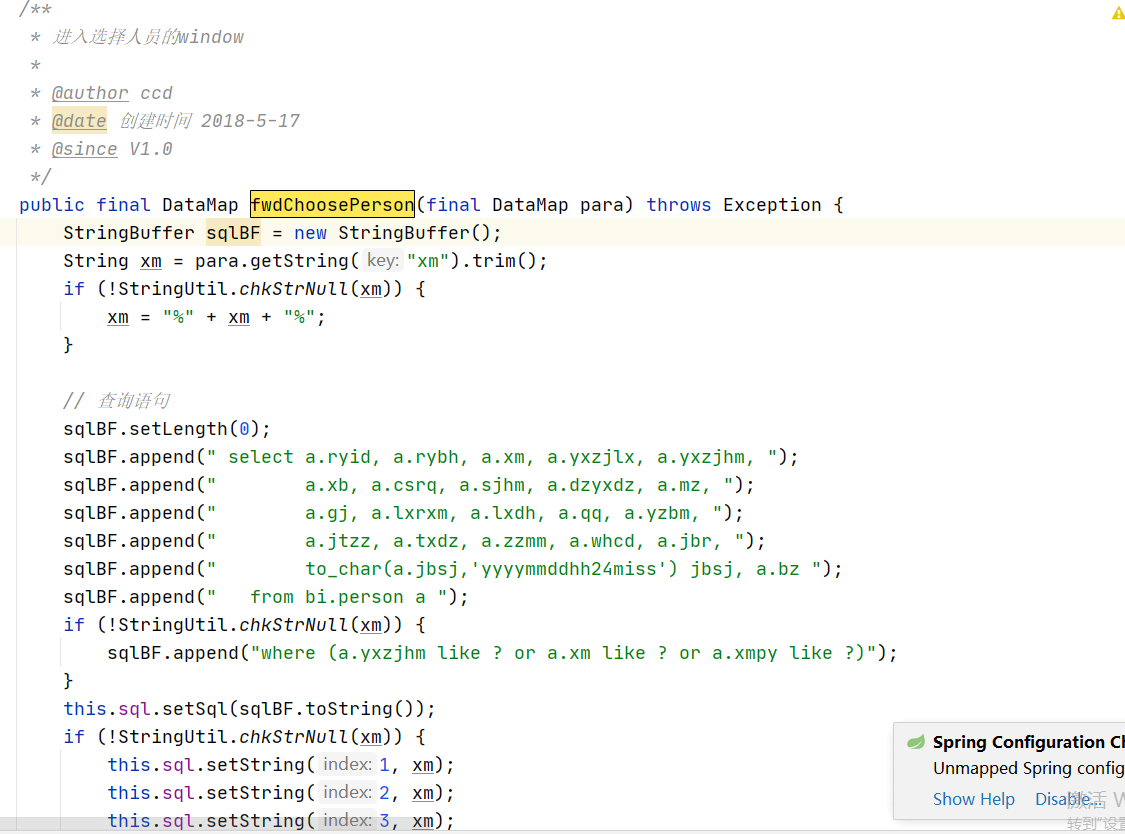 /**
 * 进入选择人员的window
 *
 * @author ccd
 * @date 创建时间 2018-5-17
 * @since V1.0
 */
public final DataMap fwdChoosePerson(final DataMap para) throws Exception {
    StringBuffer sqlBF = new StringBuffer();
    String xm = para.getString( key: "xm").trim();
    if (!StringUtil.chkStrNull(xm)) {
        xm = "%" + xm + "%";
    }
    // 查询语句
    sqlBF.setLength(0);
    sqlBF.append(" select a.ryid, a.rybh, a.xm, a.yxzjlx, a.yxzjhm, ");
    sqlBF.append("        a.xb, a.csrq, a.sjhm, a.dzyxdz, a.mz, ");
    sqlBF.append("        a.gj, a.lxrxm, a.lxdh, a.qq, a.yzbm, ");
    sqlBF.append("        a.jtzz, a.txdz, a.zzmm, a.whcd, a.jbr, ");
    sqlBF.append("        to_char(a.jbsj,'yyyymmddhh24miss') jbsj, a.bz ");
    sqlBF.append("   from bi.person a ");
    if (!StringUtil.chkStrNull(xm)) {
        sqlBF.append("where (a.yxzjhm like ? or a.xm like ? or a.xmpy like ?)");
    }
    this.sql.setSql(sqlBF.toString());
    if (!StringUtil.chkStrNull(xm)) {
        this.sql.setString( index: 1, xm);
        this.sql.setString( index: 2, xm);
        this.sql.setString( index: 3, xm);
Spring Configuration Ch
Unmapped Spring config
Show Help Disable...
激活 W
转到"设置